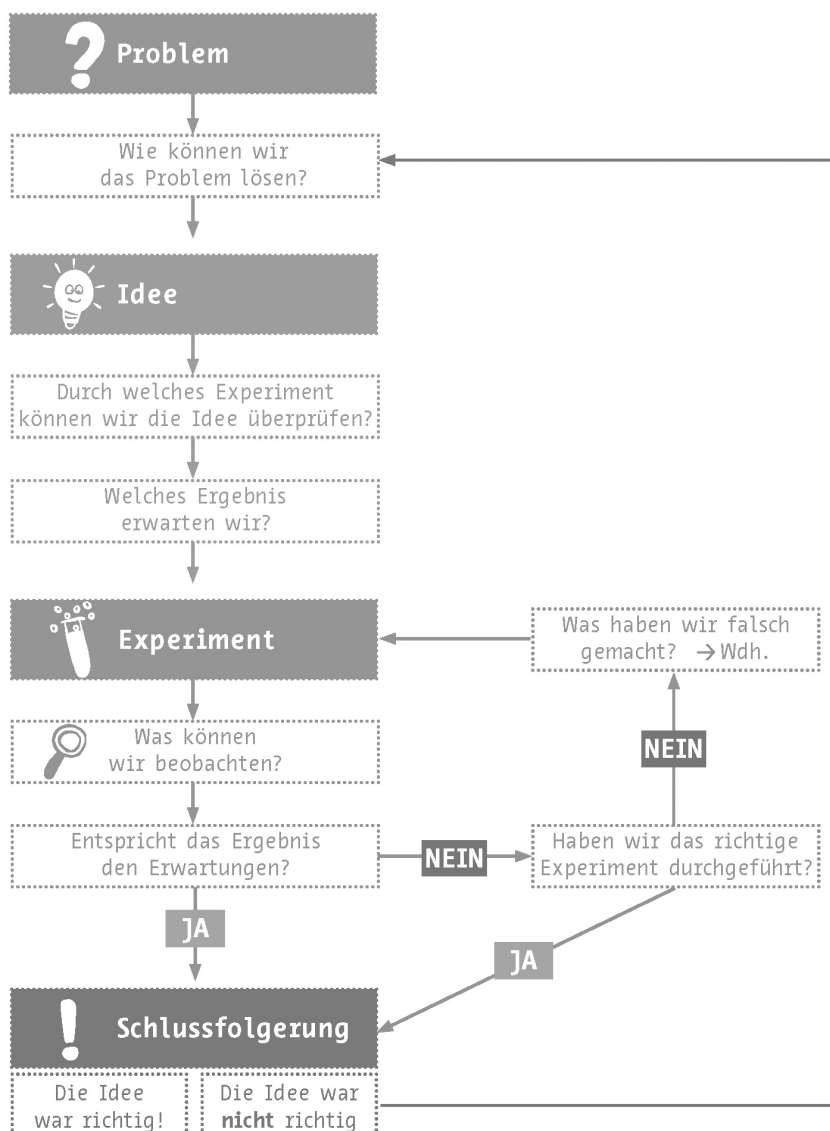 Problem
Wie können wir
das Problem lösen?
Idee
Durch welches Experiment
können wir die Idee überprüfen?
Welches Ergebnis
erwarten wir?
Experiment
Was haben wir falsch
gemacht? → Wdh.
Was können
wir beobachten?
NEIN
Entspricht das Ergebnis
den Erwartungen?
NEIN
Haben wir das richtige
Experiment durchgeführt?
JA
JA
Schlussfolgerung
Die Idee
war richtig!
Die Idee war
nicht richtig